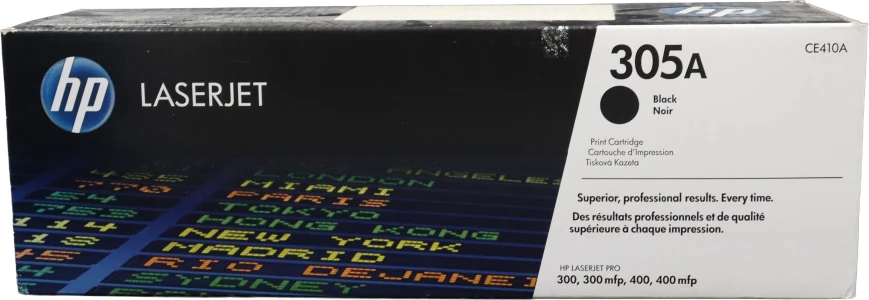 hp
LASERJET
305A
CE410A
Black
Noir
Print Cartridge
Cartouche d'Impression
Tisková Kazeta
Superior, professional results. Every time.
Des résultats professionnels et de qualité
supérieure à chaque impression.
HP LASERJET PRO
300, 300 mfp, 400, 400 mfp
LONDON
ANGELES
MIAMI
PARIS
TOKYO
HONG KONG
NEW YORK
MADRID
RIO DE JANEI